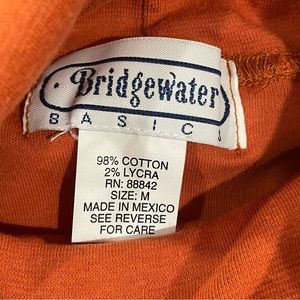 Bridgewater
BASICS
98% COTTON
2% LYCRA
RN: 88842
SIZE: M
MADE IN MEXICO
SEE REVERSE
FOR CARE